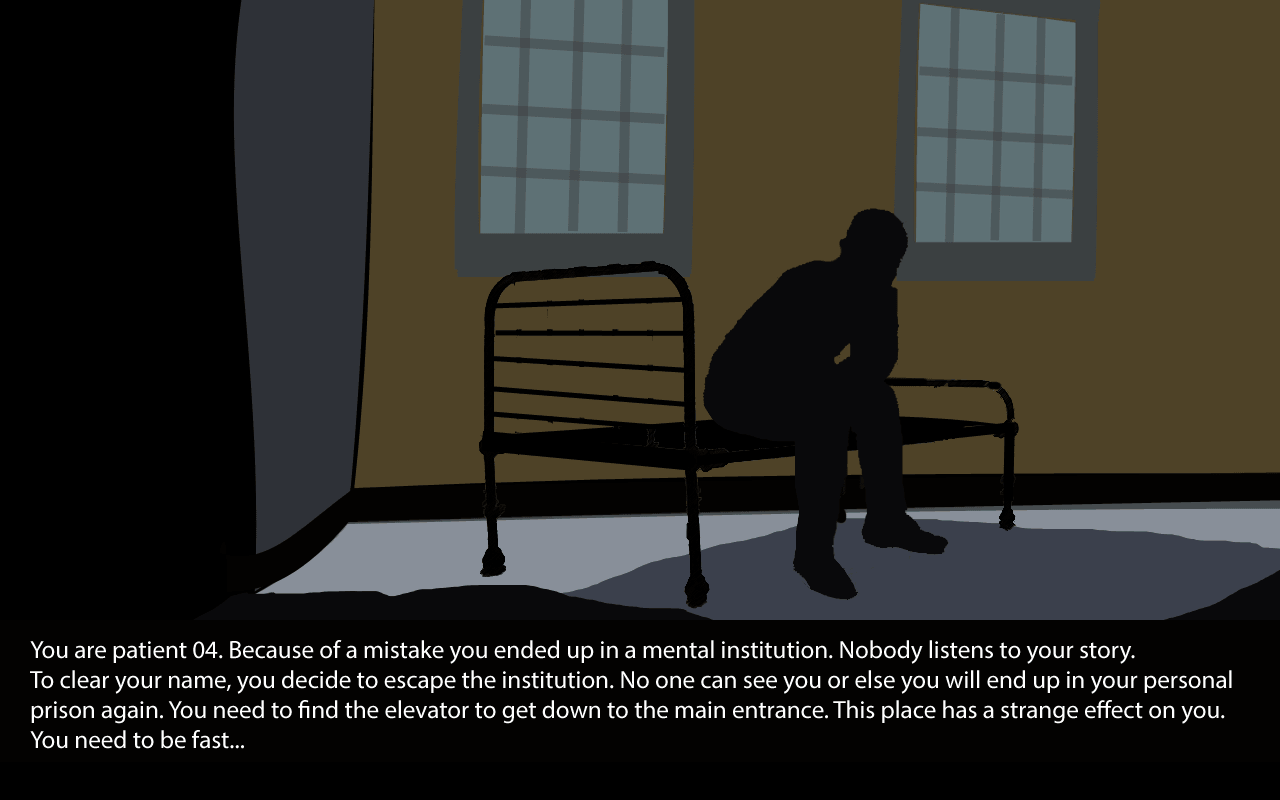 You are patient 04. Because of a mistake you ended up in a mental institution. Nobody listens to your story.
To clear your name, you decide to escape the institution. No one can see you or else you will end up in your personal
prison again. You need to find the elevator to get down to the main entrance. This place has a strange effect on you.
You need to be fast...